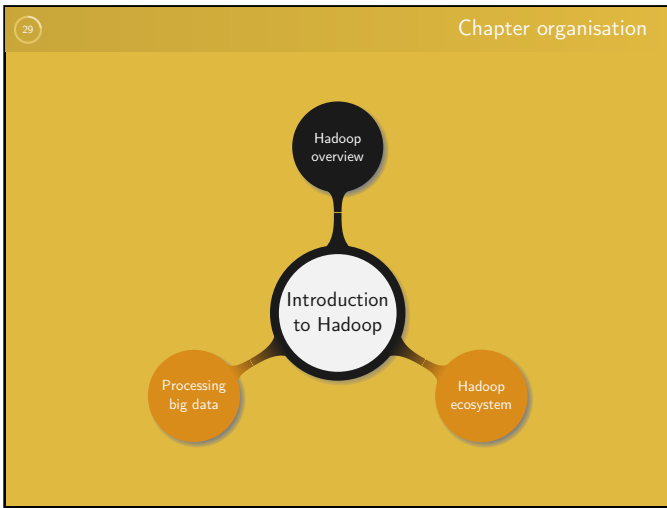 29
Chapter organisation
Hadoop
overview
Introduction
to Hadoop
Processing
big data
Hadoop
ecosystem